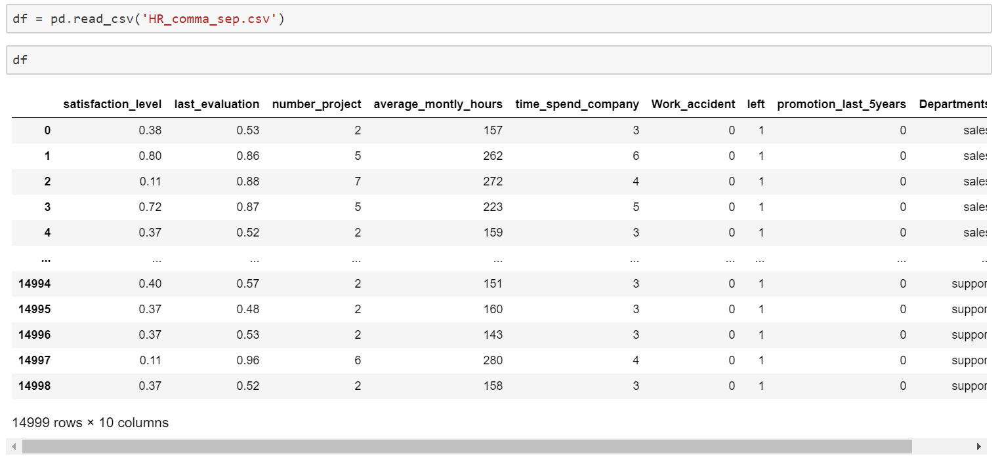 df = pd.read_csv('HR_comma_sep.csv')
df
satisfaction_level last_evaluation number_project average_montly_hours time_spend_company Work_accident left promotion_last_5years Departments
0 0.38 0.53 2 157 3 0 1 0 sales
1 0.80 0.86 5 262 6 0 1 0 sales
2 0.11 0.88 7 272 4 0 1 0 sales
3 0.72 0.87 5 223 5 0 1 0 sales
4 0.37 0.52 2 159 3 0 1 0 sales
... ... ... ... ... ... ... ... ... ..
14994 0.40 0.57 2 151 3 0 1 0 suppor
14995 0.37 0.48 2 160 3 0 1 0 suppor
14996 0.37 0.53 2 143 3 0 1 0 suppor
14997 0.11 0.96 6 280 4 0 1 0 suppor
14998 0.37 0.52 2 158 3 0 1 0 suppor
14999 rows × 10 columns